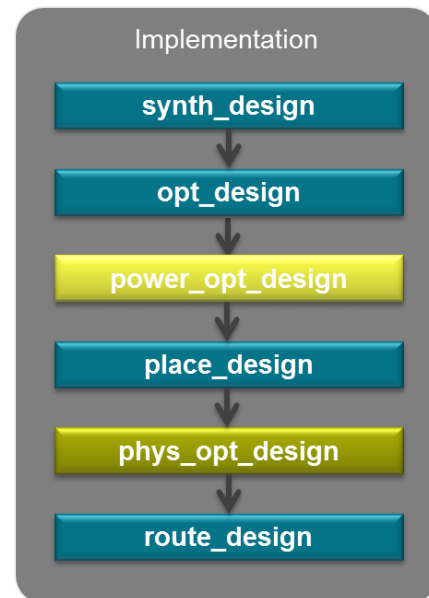 Implementation
synth_design
opt_design
power_opt_design
place_design
phys_opt_design
route_design